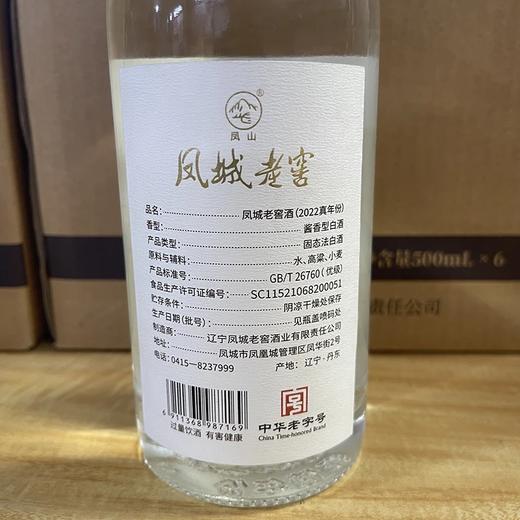 凤山
凤城老窖
品名：凤城老窖酒（2022真年份）
香型：酱香型白酒
产品类型：固态法白酒
原料与辅料：水、高粱、小麦
产品标准号：GB/T 26760（优级）
食品生产许可证编号：SC11521068200051
贮存条件：阴凉干燥处保存
生产日期（批号）：见瓶盖喷码处
制造商：辽宁凤城老窖酒业有限责任公司
地址：凤城市凤凰城管理区凤华街2号
电话：0415-8237999 产地：辽宁·丹东
6 911368 987169
过量饮酒 有害健康
中华老字号
China Time-honored Brand
含量500mL × 6
责任公司